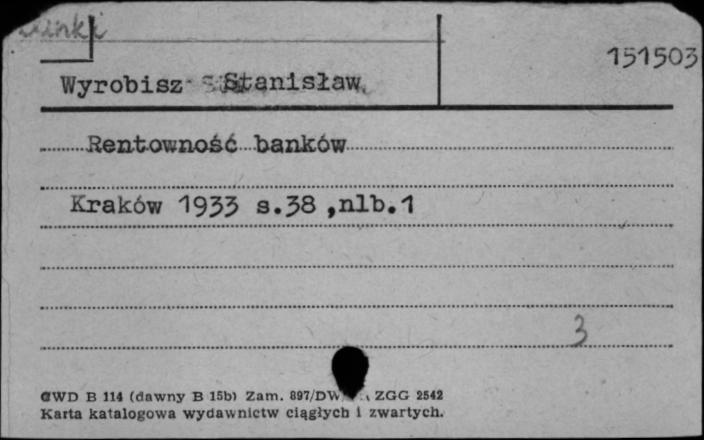 151503
Wyrobisz Stanisław
Rentowność banków
Kraków 1933 s.38 ,nlb.1
3
CWD B 114 (dawny B 15b) Zam. 897/DW ZGG 2542
Karta katalogowa wydawnictw ciągłych i zwartych.